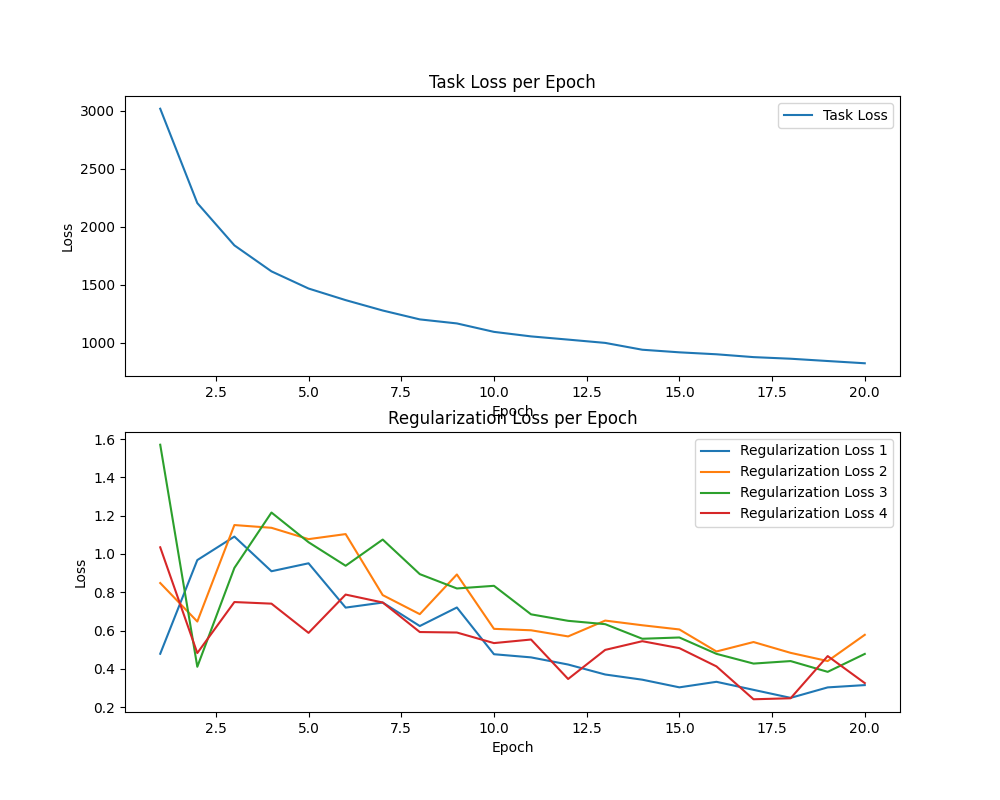 Task Loss per Epoch
3000
2500
2000
1500
1000
Loss
Task Loss
2.5 5.0 7.5 10.0 12.5 15.0 17.5 20.0
Epoch
Regularization Loss per Epoch
1.6
1.4
1.2
1.0
0.8
0.6
0.4
0.2
Loss
Regularization Loss 1
Regularization Loss 2
Regularization Loss 3
Regularization Loss 4
2.5 5.0 7.5 10.0 12.5 15.0 17.5 20.0
Epoch